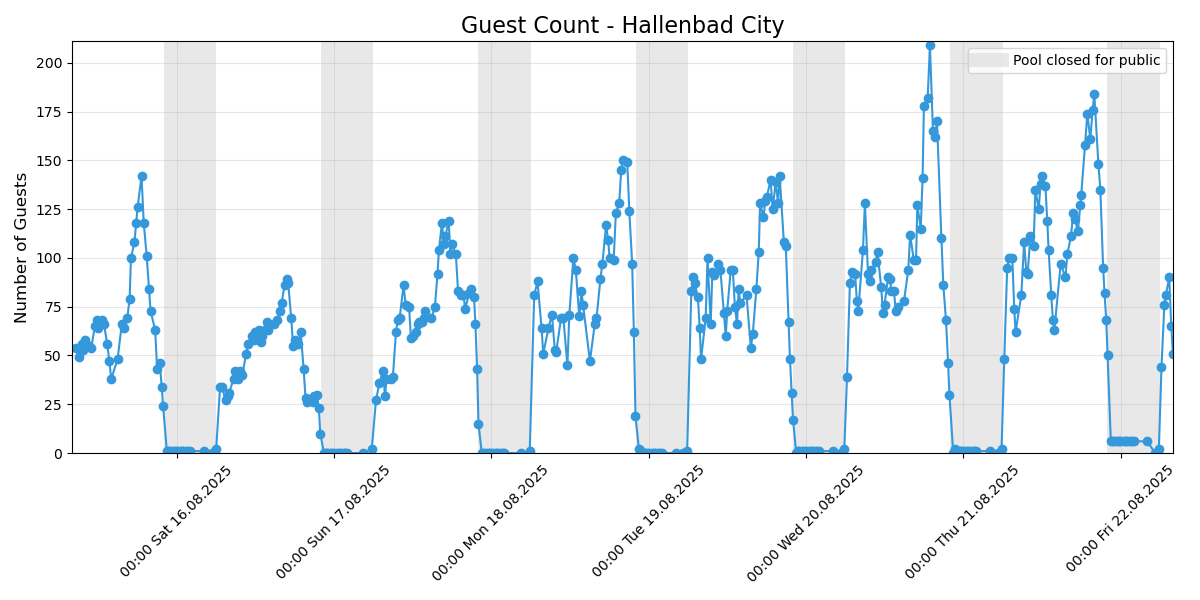 Guest Count - Hallenbad City
Number of Guests
200
175
150
125
100
75
50
25
0
Pool closed for public
00:00 Sat 16.08.2025
00:00 Sun 17.08.2025
00:00 Mon 18.08.2025
00:00 Tue 19.08.2025
00:00 Wed 20.08.2025
00:00 Thu 21.08.2025
00:00 Fri 22.08.2025